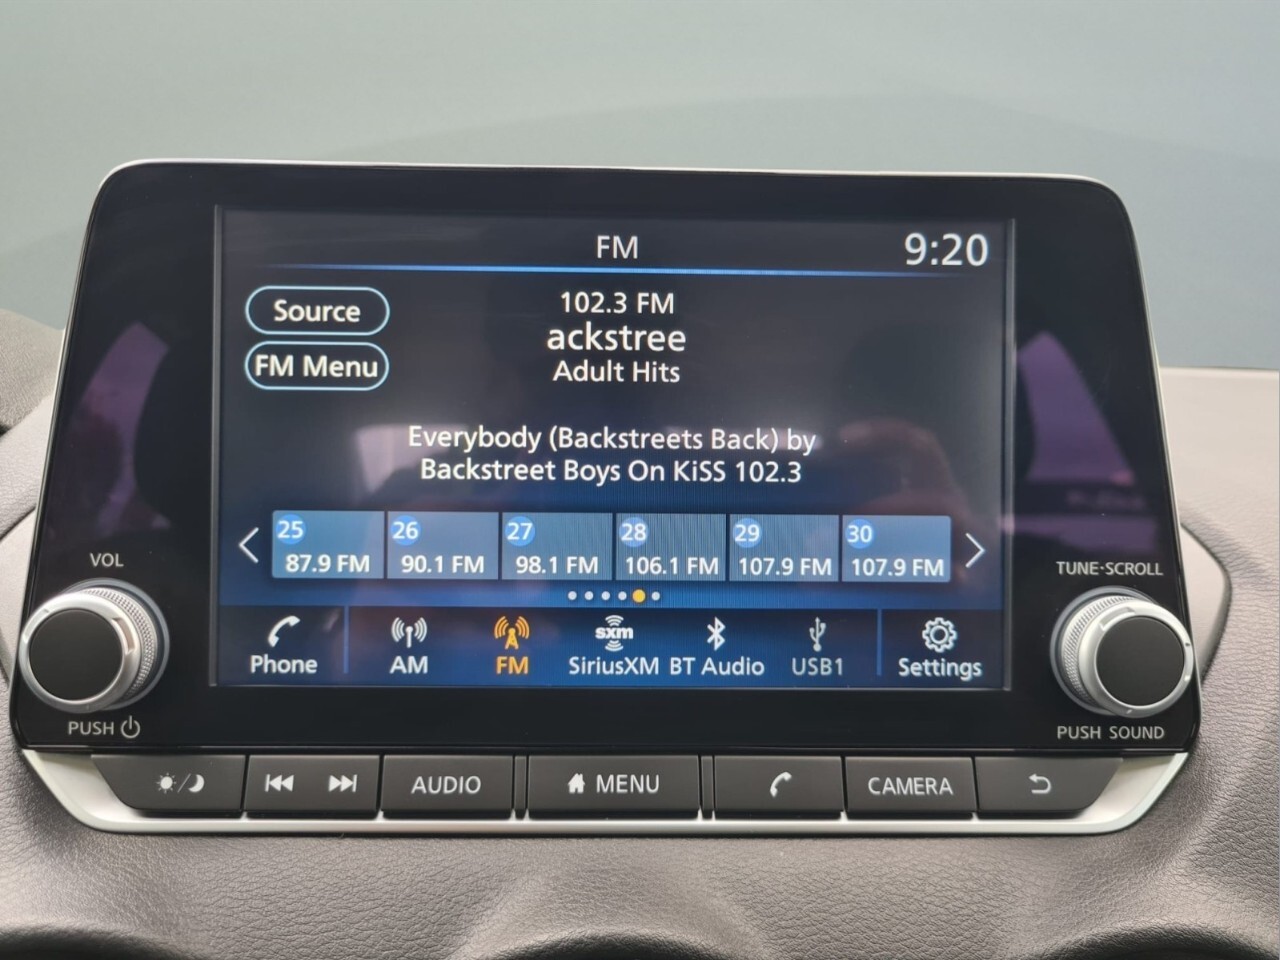 FM
9:20
Source
102.3 FM
ackstree
FM Menu
Adult Hits
Everybody (Backstreets Back) by
Backstreet Boys On KiSS 102.3
25
26
27
28
29
30
87.9 FM
90.1 FM
98.1 FM
106.1 FM
107.9 FM
107.9 FM
VOL
TUNE·SCROLL
sxm
Phone
AM
FM
SiriusXM
BT Audio
USB1
Settings
PUSH
PUSH SOUND
AUDIO
MENU
CAMERA